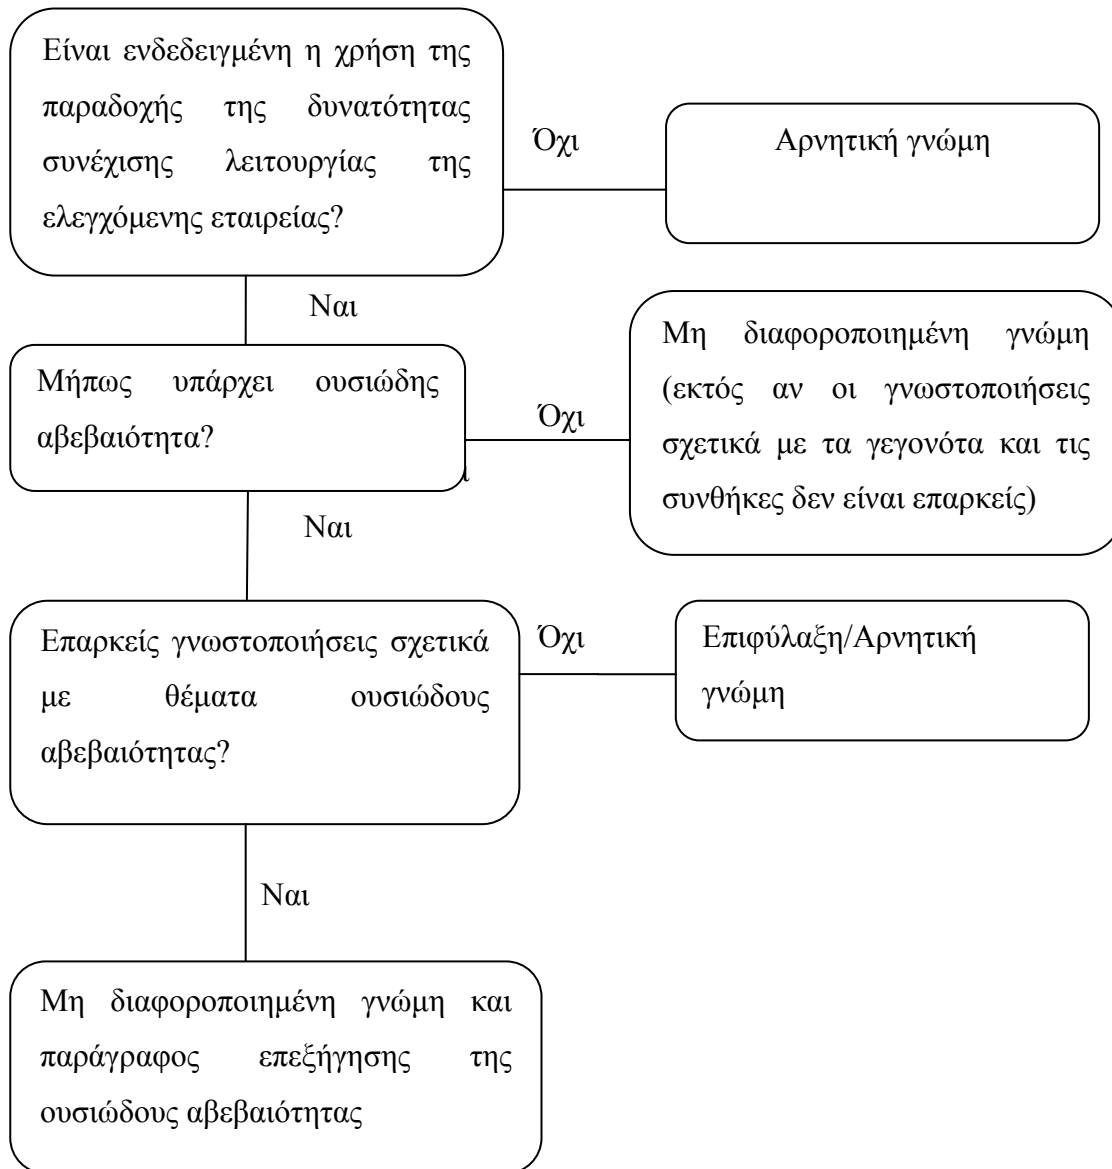 Είναι ενδεδειγμένη η χρήση της
παραδοχής της δυνατότητας
συνέχισης λειτουργίας της
ελεγχόμενης εταιρείας?
Όχι
Αρνητική γνώμη
Ναι
Μήπως υπάρχει ουσιώδης
αβεβαιότητα?
Όχι
Μη διαφοροποιημένη γνώμη
(εκτός αν οι γνωστοποιήσεις
σχετικά με τα γεγονότα και τις
συνθήκες δεν είναι επαρκείς)
Ναι
Επαρκείς γνωστοποιήσεις σχετικά
με θέματα ουσιώδους
αβεβαιότητας?
Όχι
Επιφύλαξη/Αρνητική
γνώμη
Ναι
Μη διαφοροποιημένη γνώμη και
παράγραφος επεξήγησης της
ουσιώδους αβεβαιότητας